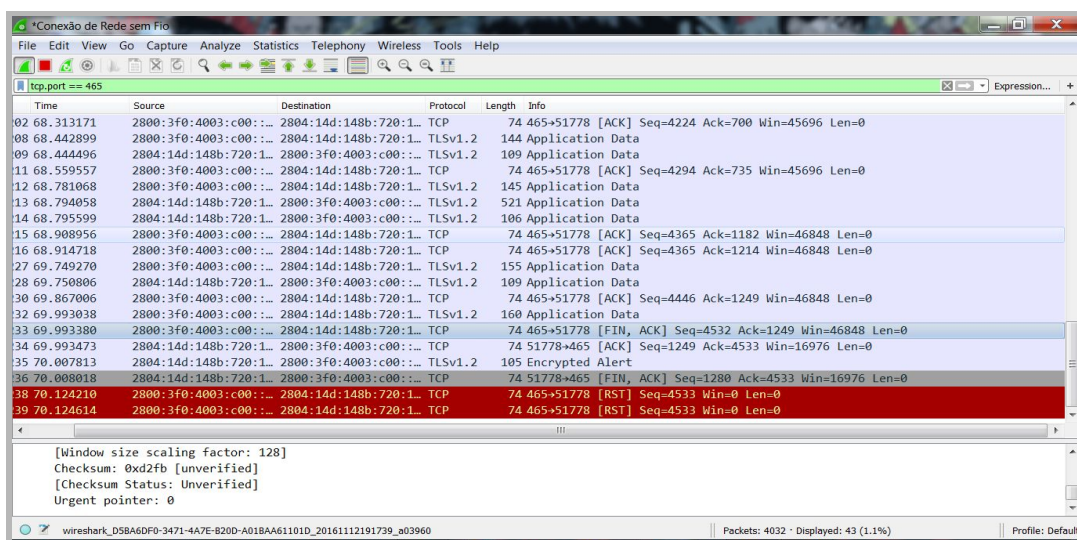 *Conexão de Rede sem Fio
File Edit View Go Capture Analyze Statistics Telephony Wireless Tools Help
tcp.port == 465 Expression... +
Time Source Destination Protocol Length Info
02 68.313171 2800:3f0:4003:c00::… 2804:14d:148b:720:1… TCP 74 465→51778 [ACK] Seq=4224 Ack=700 Win=45696 Len=0
08 68.442899 2800:3f0:4003:c00::… 2804:14d:148b:720:1… TLSv1.2 144 Application Data
09 68.444496 2804:14d:148b:720:1… 2800:3f0:4003:c00::… TLSv1.2 109 Application Data
11 68.559557 2800:3f0:4003:c00::… 2804:14d:148b:720:1… TCP 74 465→51778 [ACK] Seq=4294 Ack=735 Win=45696 Len=0
12 68.781068 2800:3f0:4003:c00::… 2804:14d:148b:720:1… TLSv1.2 145 Application Data
13 68.794058 2804:14d:148b:720:1… 2800:3f0:4003:c00::… TLSv1.2 521 Application Data
14 68.795599 2804:14d:148b:720:1… 2800:3f0:4003:c00::… TLSv1.2 106 Application Data
15 68.908956 2800:3f0:4003:c00::… 2804:14d:148b:720:1… TCP 74 465→51778 [ACK] Seq=4365 Ack=1182 Win=46848 Len=0
16 68.914718 2800:3f0:4003:c00::… 2804:14d:148b:720:1… TCP 74 465→51778 [ACK] Seq=4365 Ack=1214 Win=46848 Len=0
27 69.749270 2800:3f0:4003:c00::… 2804:14d:148b:720:1… TLSv1.2 155 Application Data
28 69.750806 2804:14d:148b:720:1… 2800:3f0:4003:c00::… TLSv1.2 109 Application Data
30 69.867006 2800:3f0:4003:c00::… 2804:14d:148b:720:1… TCP 74 465→51778 [ACK] Seq=4446 Ack=1249 Win=46848 Len=0
32 69.993038 2800:3f0:4003:c00::… 2804:14d:148b:720:1… TLSv1.2 160 Application Data
33 69.993380 2800:3f0:4003:c00::… 2804:14d:148b:720:1… TCP 74 465→51778 [FIN, ACK] Seq=4532 Ack=1249 Win=46848 Len=0
34 69.993473 2804:14d:148b:720:1… 2800:3f0:4003:c00::… TCP 74 51778→465 [ACK] Seq=1249 Ack=4533 Win=16976 Len=0
35 70.007813 2804:14d:148b:720:1… 2800:3f0:4003:c00::… TLSv1.2 105 Encrypted Alert
36 70.008018 2804:14d:148b:720:1… 2800:3f0:4003:c00::… TCP 74 51778→465 [FIN, ACK] Seq=1280 Ack=4533 Win=16976 Len=0
38 70.124210 2800:3f0:4003:c00::… 2804:14d:148b:720:1… TCP 74 465→51778 [RST] Seq=4533 Win=0 Len=0
39 70.124614 2800:3f0:4003:c00::… 2804:14d:148b:720:1… TCP 74 465→51778 [RST] Seq=4533 Win=0 Len=0
[Window size scaling factor: 128]
Checksum: 0xd2fb [unverified]
[Checksum Status: Unverified]
Urgent pointer: 0
wireshark_D5BA6DF0-3471-4A7E-B20D-A01BAA61101D_20161112191739_a03960 Packets: 4032 · Displayed: 43 (1.1%) Profile: Default